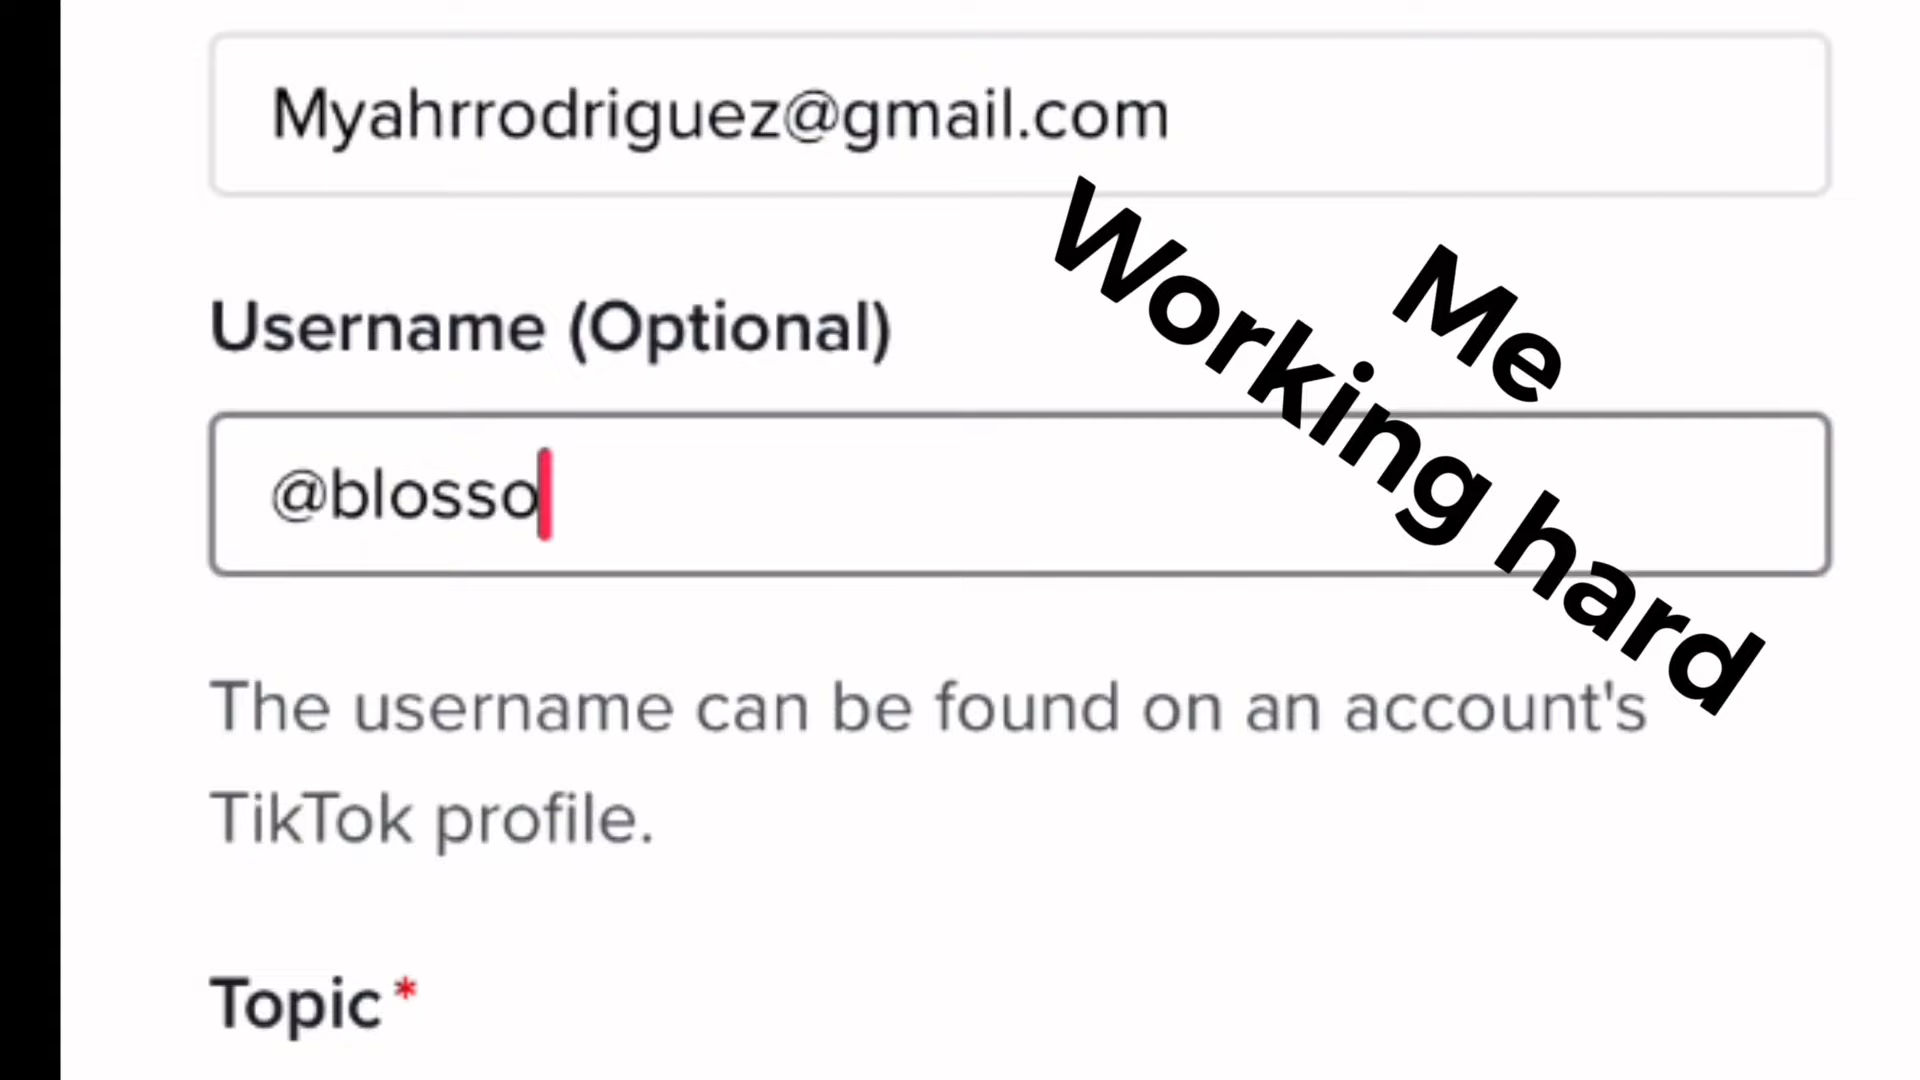 Myahrrodriguez@gmail.com
Me
Working hard
Username (Optional)
@blosso
The username can be found on an account's
TikTok profile.
Topic *